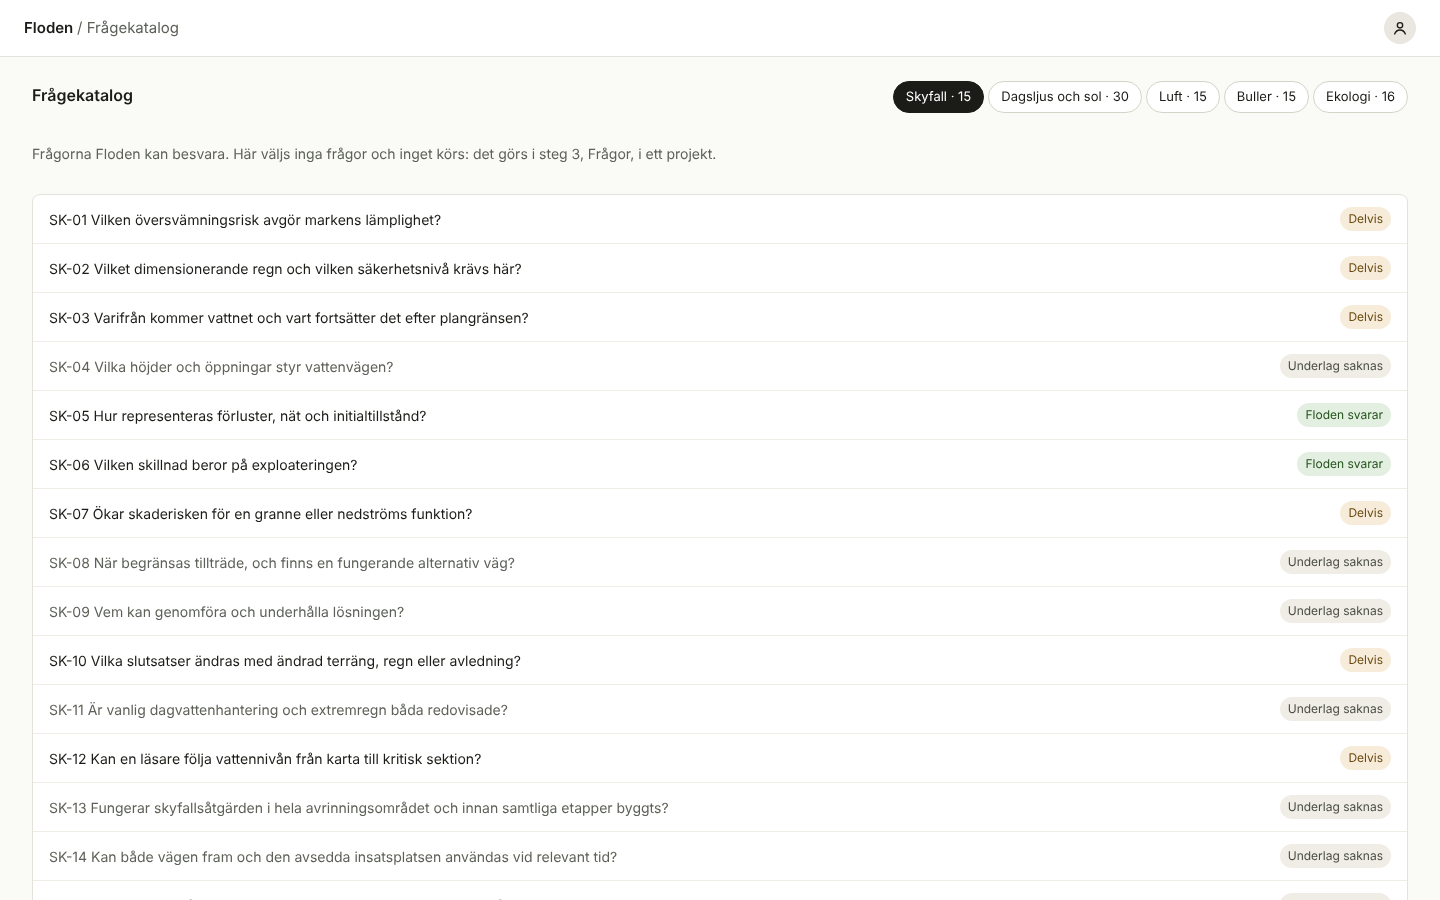 Floden / Frågekatalog
Frågekatalog
Skyfall · 15
Dagsljus och sol · 30
Luft · 15
Buller · 15
Ekologi · 16
Frågorna Floden kan besvara. Här väljs inga frågor och inget körs: det görs i steg 3, Frågor, i ett projekt.
SK-01 Vilken översvämningsrisk avgör markens lämplighet? Delvis
SK-02 Vilket dimensionerande regn och vilken säkerhetsnivå krävs här? Delvis
SK-03 Varifrån kommer vattnet och vart fortsätter det efter plangränsen? Delvis
SK-04 Vilka höjder och öppningar styr vattenvägen? Underlag saknas
SK-05 Hur representeras förluster, nät och initialtillstånd? Floden svarar
SK-06 Vilken skillnad beror på exploateringen? Floden svarar
SK-07 Ökar skaderisken för en granne eller nedströms funktion? Delvis
SK-08 När begränsas tillträde, och finns en fungerande alternativ väg? Underlag saknas
SK-09 Vem kan genomföra och underhålla lösningen? Underlag saknas
SK-10 Vilka slutsatser ändras med ändrad terräng, regn eller avledning? Delvis
SK-11 Är vanlig dagvattenhantering och extremregn båda redovisade? Underlag saknas
SK-12 Kan en läsare följa vattennivån från karta till kritisk sektion? Delvis
SK-13 Fungerar skyfallsåtgärden i hela avrinningsområdet och innan samtliga etapper byggts? Underlag saknas
SK-14 Kan både vägen fram och den avsedda insatsplatsen användas vid relevant tid? Underlag saknas